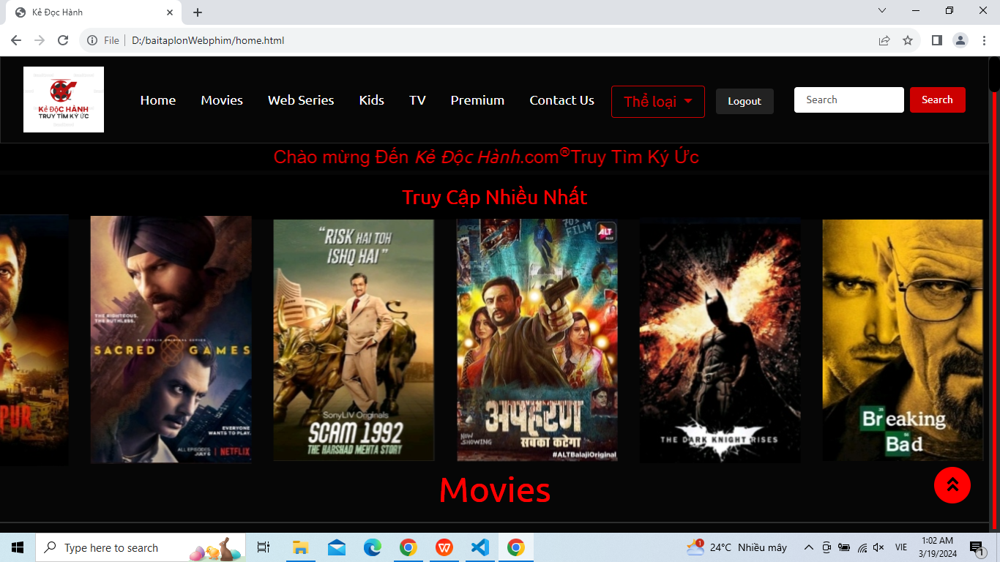 Kẻ Đọc Hành
File D:/baitaplonWebphim/home.html
KẻĐỘC HÀNH
TRUY TÌM KÝ ỨC
Home Movies Web Series Kids TV Premium Contact Us Thể loại Logout Search Search
Chào mừng Đến Kẻ Độc Hành.com®Truy Tìm Ký Ức
Truy Cập Nhiều Nhất
PUR
THE RIGHTEOUS.
THE RUTHLESS.
A NETFLIX ORIGINAL SERIES
SACRED GAMES
EVERYONE
WANTS TO PLAY.
ALL EPISODES
JULY 6 NETFLIX
“RISK HAI TOH
ISHQ HAI”
SonyLIV Originals
SCAM 1992
THE HARSHAD MEHTA STORY
70's
FILM
ALT
अपहरण
NOW
SHOWING
सबका कटेगा
#ALTBalajiOriginal
THE DARK KNIGHT RISES
Breaking
Bad
Movies
Type here to search
1
24°C Nhiều mây
VIE
1:02 AM
3/19/2024
1